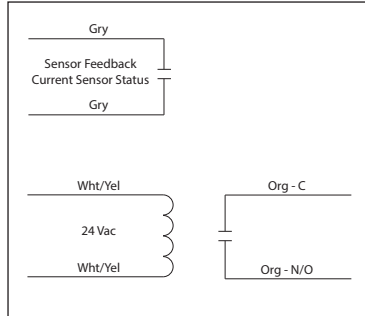 Gry
Sensor Feedback
Current Sensor Status
Gry
Wht/Yel
Org - C
24 Vac
Wht/Yel
Org - N/O